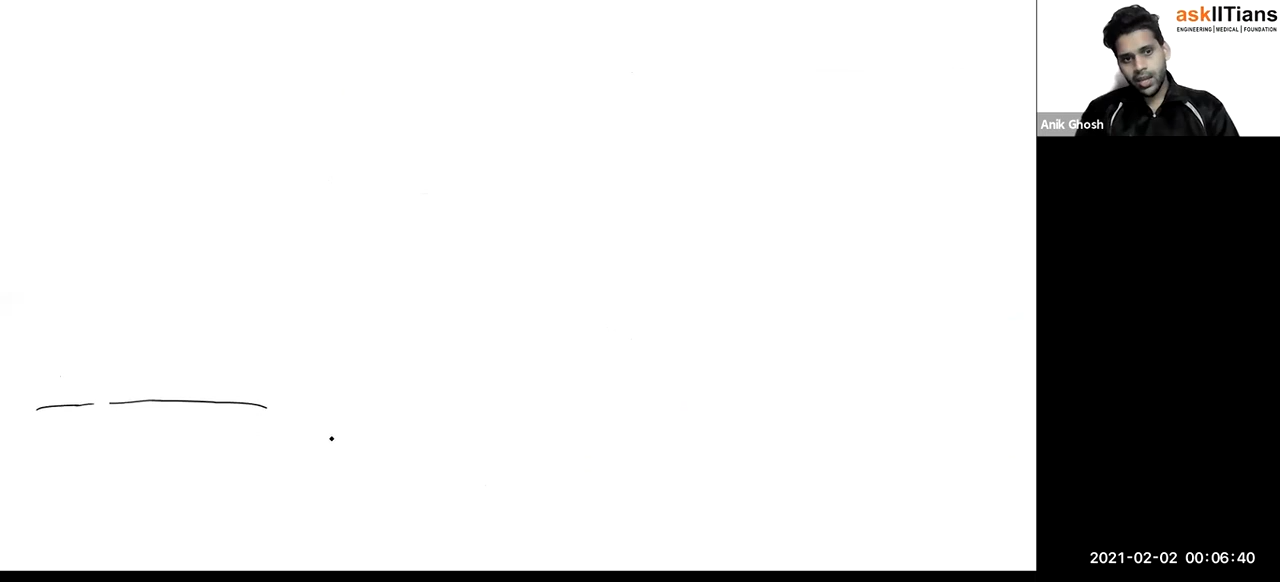 askIITians
ENGINEERING | MEDICAL | FOUNDATION
Anik Ghosh
2021-02-02 00:06:40